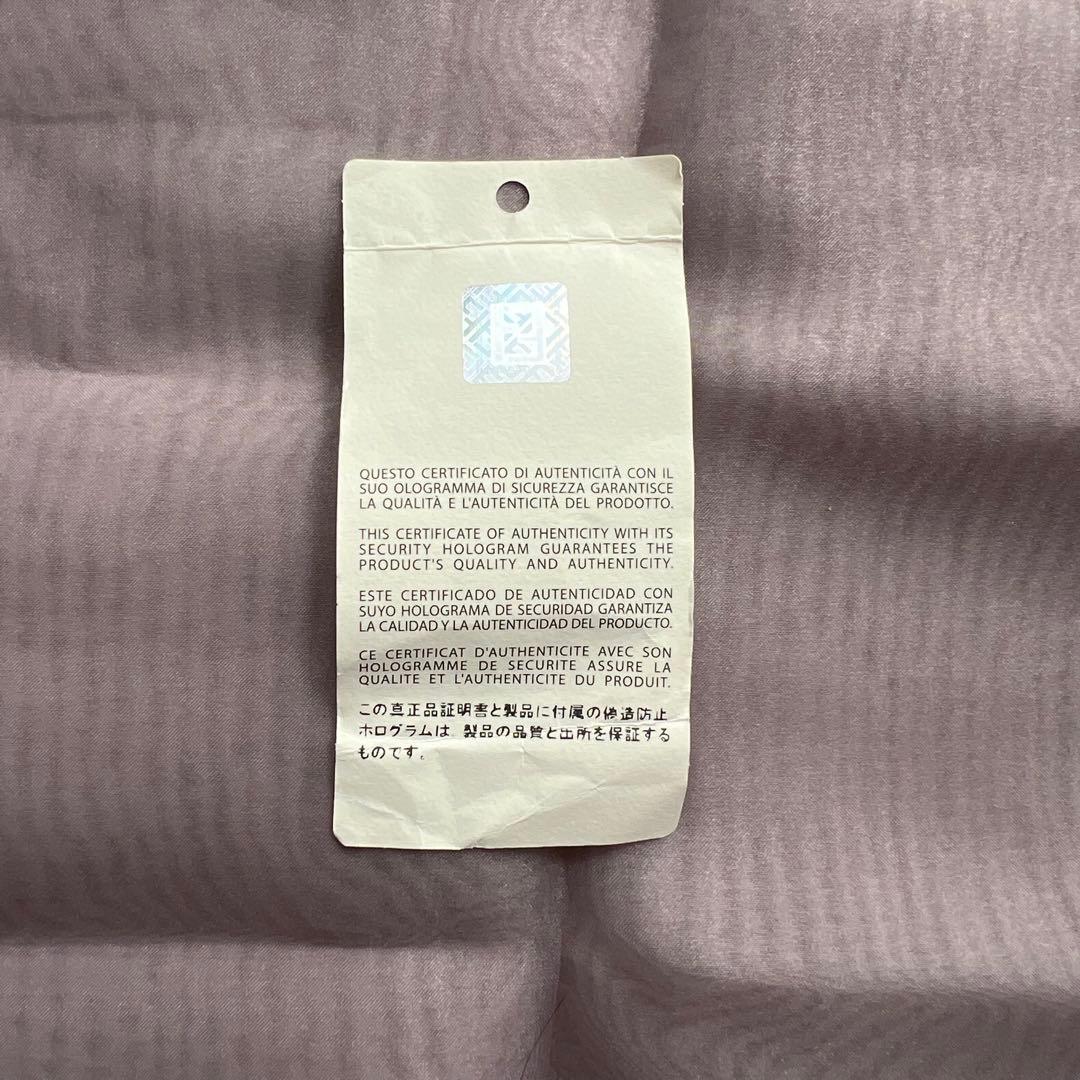 QUESTO CERTIFICATO DI AUTENTICITÀ CON IL
SUO OLOGRAMMA DI SICUREZZA GARANTISCE
LA QUALITÀ E L'AUTENTICITÀ DEL PRODOTTO.
THIS CERTIFICATE OF AUTHENTICITY WITH ITS
SECURITY HOLOGRAM GUARANTEES THE
PRODUCT'S QUALITY AND AUTHENTICITY.
ESTE CERTIFICADO DE AUTENTICIDAD CON
SUYO HOLOGRAMA DE SECURIDAD GARANTIZA
LA CALIDAD Y LA AUTENTICIDAD DEL PRODUCTO.
CE CERTIFICAT D'AUTHENTICITE AVEC SON
HOLOGRAMME DE SECURITE ASSURE LA
QUALITE ET L'AUTHENTICITE DU PRODUIT.
この真正品証明書と製品に付属の偽造防止
ホログラムは、製品の品質と出所を保証する
ものです。